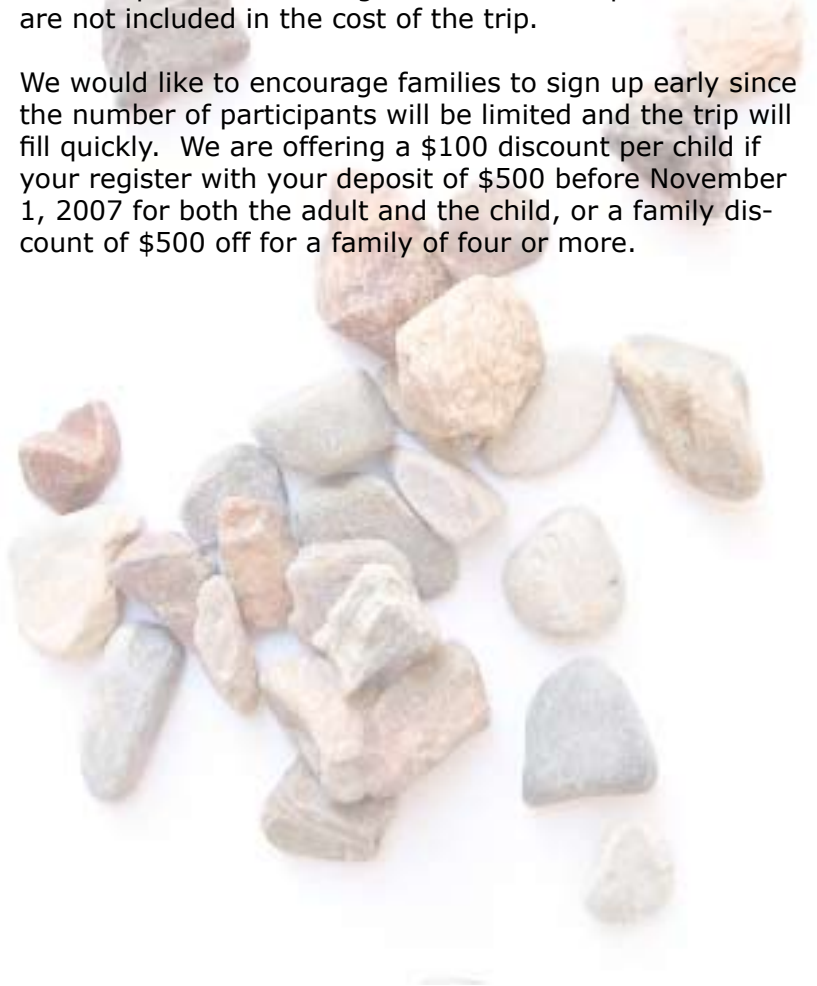 are not included in the cost of the trip.
We would like to encourage families to sign up early since
the number of participants will be limited and the trip will
fill quickly.  We are offering a $100 discount per child if
your register with your deposit of $500 before November
1, 2007 for both the adult and the child, or a family dis-
count of $500 off for a family of four or more.